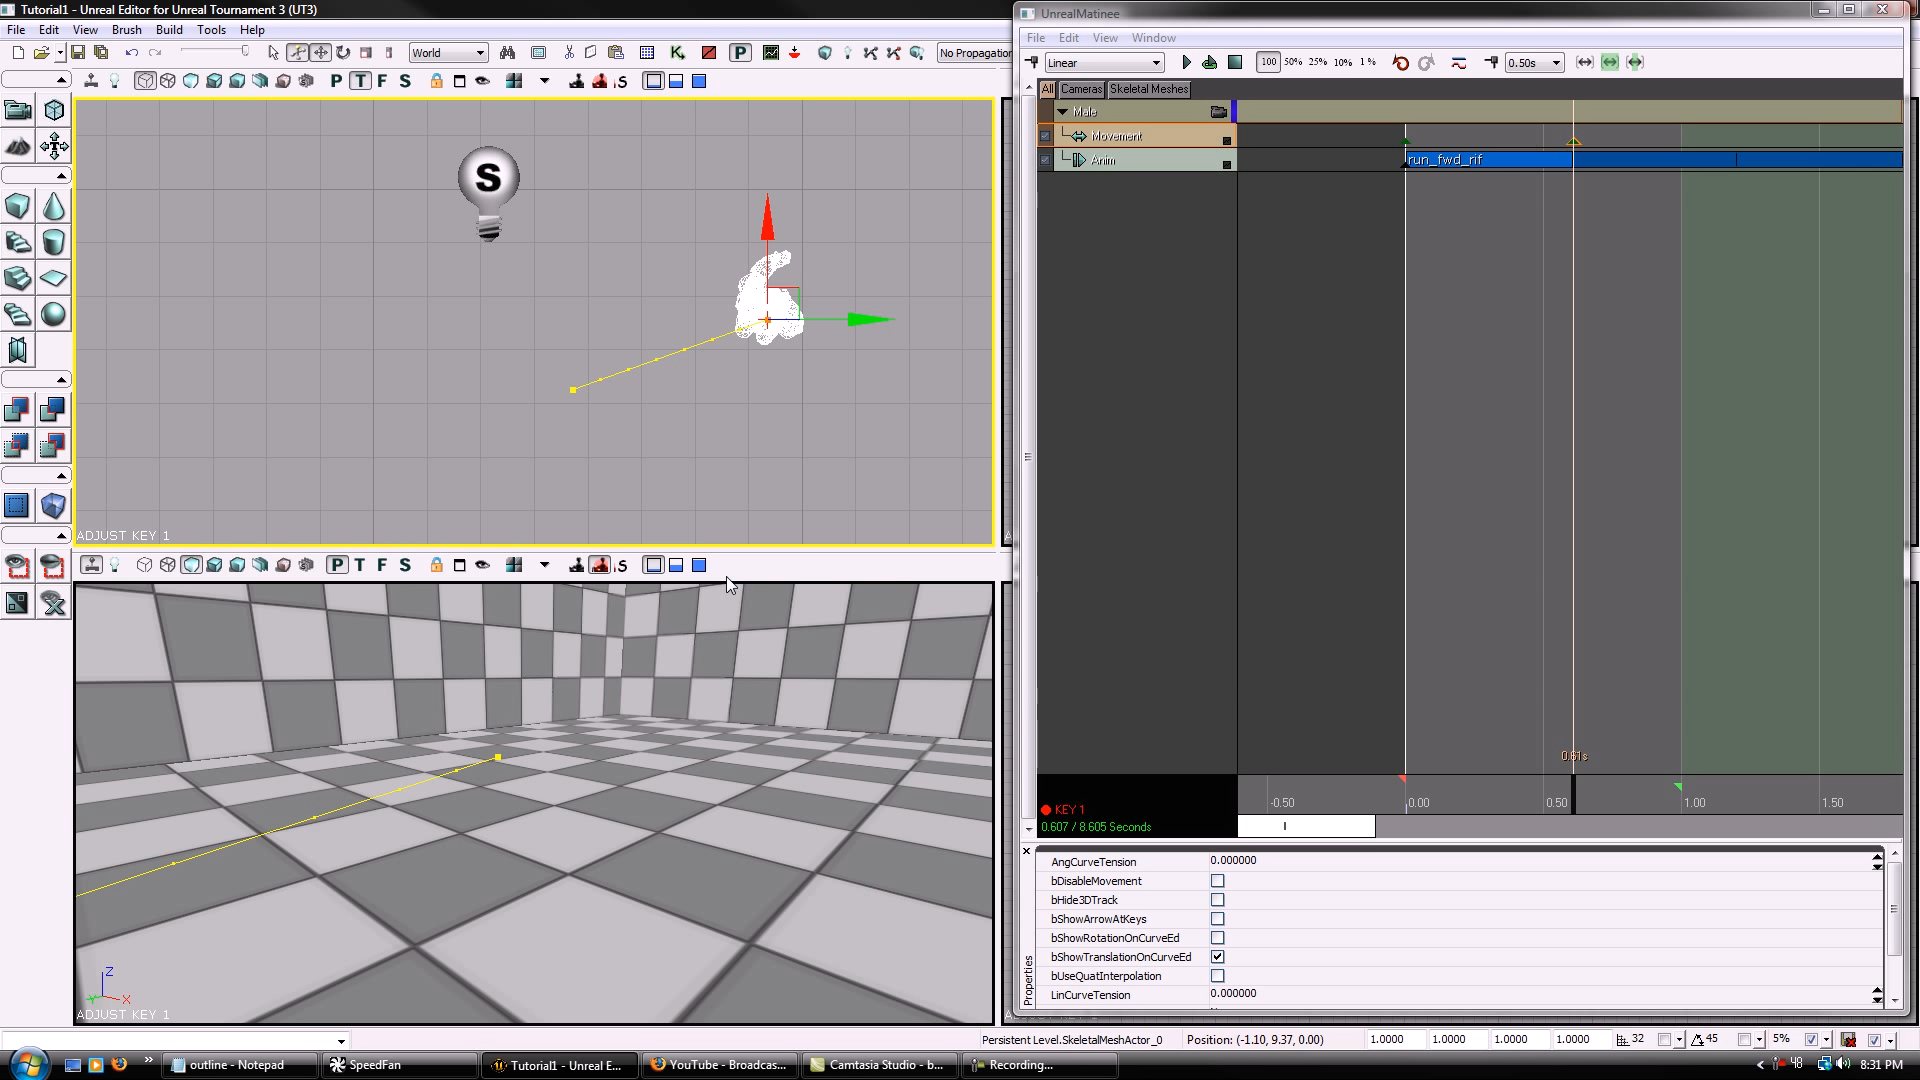 Tutorial1 - Unreal Editor for Unreal Tournament 3 (UT3)
File Edit View Brush Build Tools Help
World
No Propagation
P T F S
S
ADJUST KEY 1
P T F S
Z
Y
X
ADJUST KEY 1
UnrealMatinee
File Edit View Window
Linear
100 50% 25% 10% 1%
0.50s
All Cameras Skeletal Meshes
Male
Movement
Anim
run_fwd_rif
0.61s
-0.50 0.00 0.50 1.00 1.50
KEY 1
0.607 / 8.605 Seconds
Properties
AngCurveTension 0.000000
bDisableMovement
bHide3DTrack
bShowArrowAtKeys
bShowRotationOnCurveEd
bShowTranslationOnCurveEd
bUseQuatInterpolation
LinCurveTension 0.000000
Persistent Level.SkeletalMeshActor_0 Position: (-1.10, 9.37, 0.00) 1.0000 1.0000 1.0000 1.0000 32 45 5%
outline - Notepad SpeedFan Tutorial1 - Unreal E... YouTube - Broadcas... Camtasia Studio - b... Recording... 48 8:31 PM